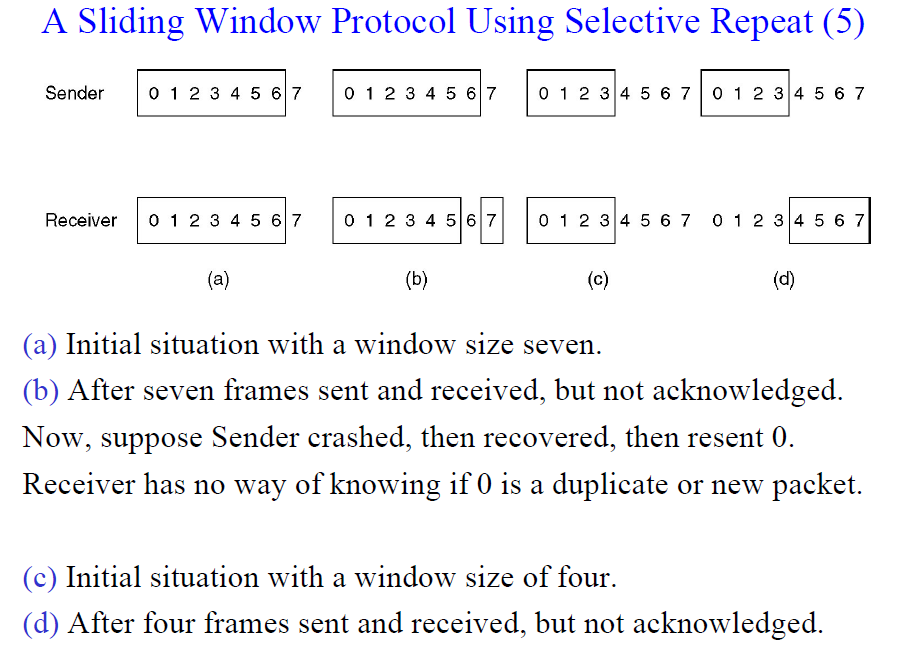 A Sliding Window Protocol Using Selective Repeat (5)
Sender 0 1 2 3 4 5 6 7 0 1 2 3 4 5 6 7 0 1 2 3 4 5 6 7 0 1 2 3 4 5 6 7
Receiver 0 1 2 3 4 5 6 7 0 1 2 3 4 5 6 7 0 1 2 3 4 5 6 7 0 1 2 3 4 5 6 7
(a) (b) (c) (d)
(a) Initial situation with a window size seven.
(b) After seven frames sent and received, but not acknowledged.
Now, suppose Sender crashed, then recovered, then resent 0.
Receiver has no way of knowing if 0 is a duplicate or new packet.
(c) Initial situation with a window size of four.
(d) After four frames sent and received, but not acknowledged.